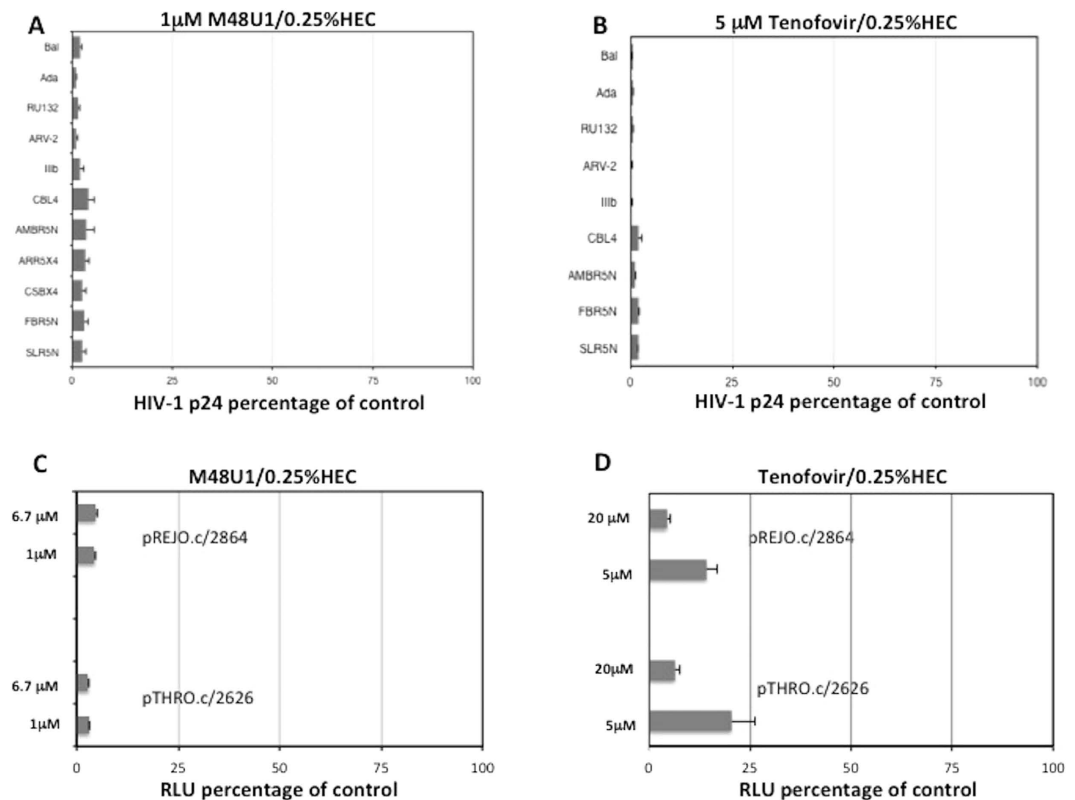 A
1μM M48U1/0.25%HEC
Bal
Ada
RU132
ARV-2
IIIb
CBL4
AMBR5N
ARR5X4
CSBX4
FBR5N
SLR5N
0 25 50 75 100
HIV-1 p24 percentage of control
B
5 μM Tenofovir/0.25%HEC
Bal
Ada
RU132
ARV-2
IIIb
CBL4
AMBR5N
FBR5N
SLR5N
0 25 50 75 100
HIV-1 p24 percentage of control
C
M48U1/0.25%HEC
6.7 μM
pREJO.c/2864
1μM
6.7 μM
pTHRO.c/2626
1μM
0 25 50 75 100
RLU percentage of control
D
Tenofovir/0.25%HEC
20 μM
pREJO.c/2864
5μM
20μM
pTHRO.c/2626
5μM
0 25 50 75 100
RLU percentage of control